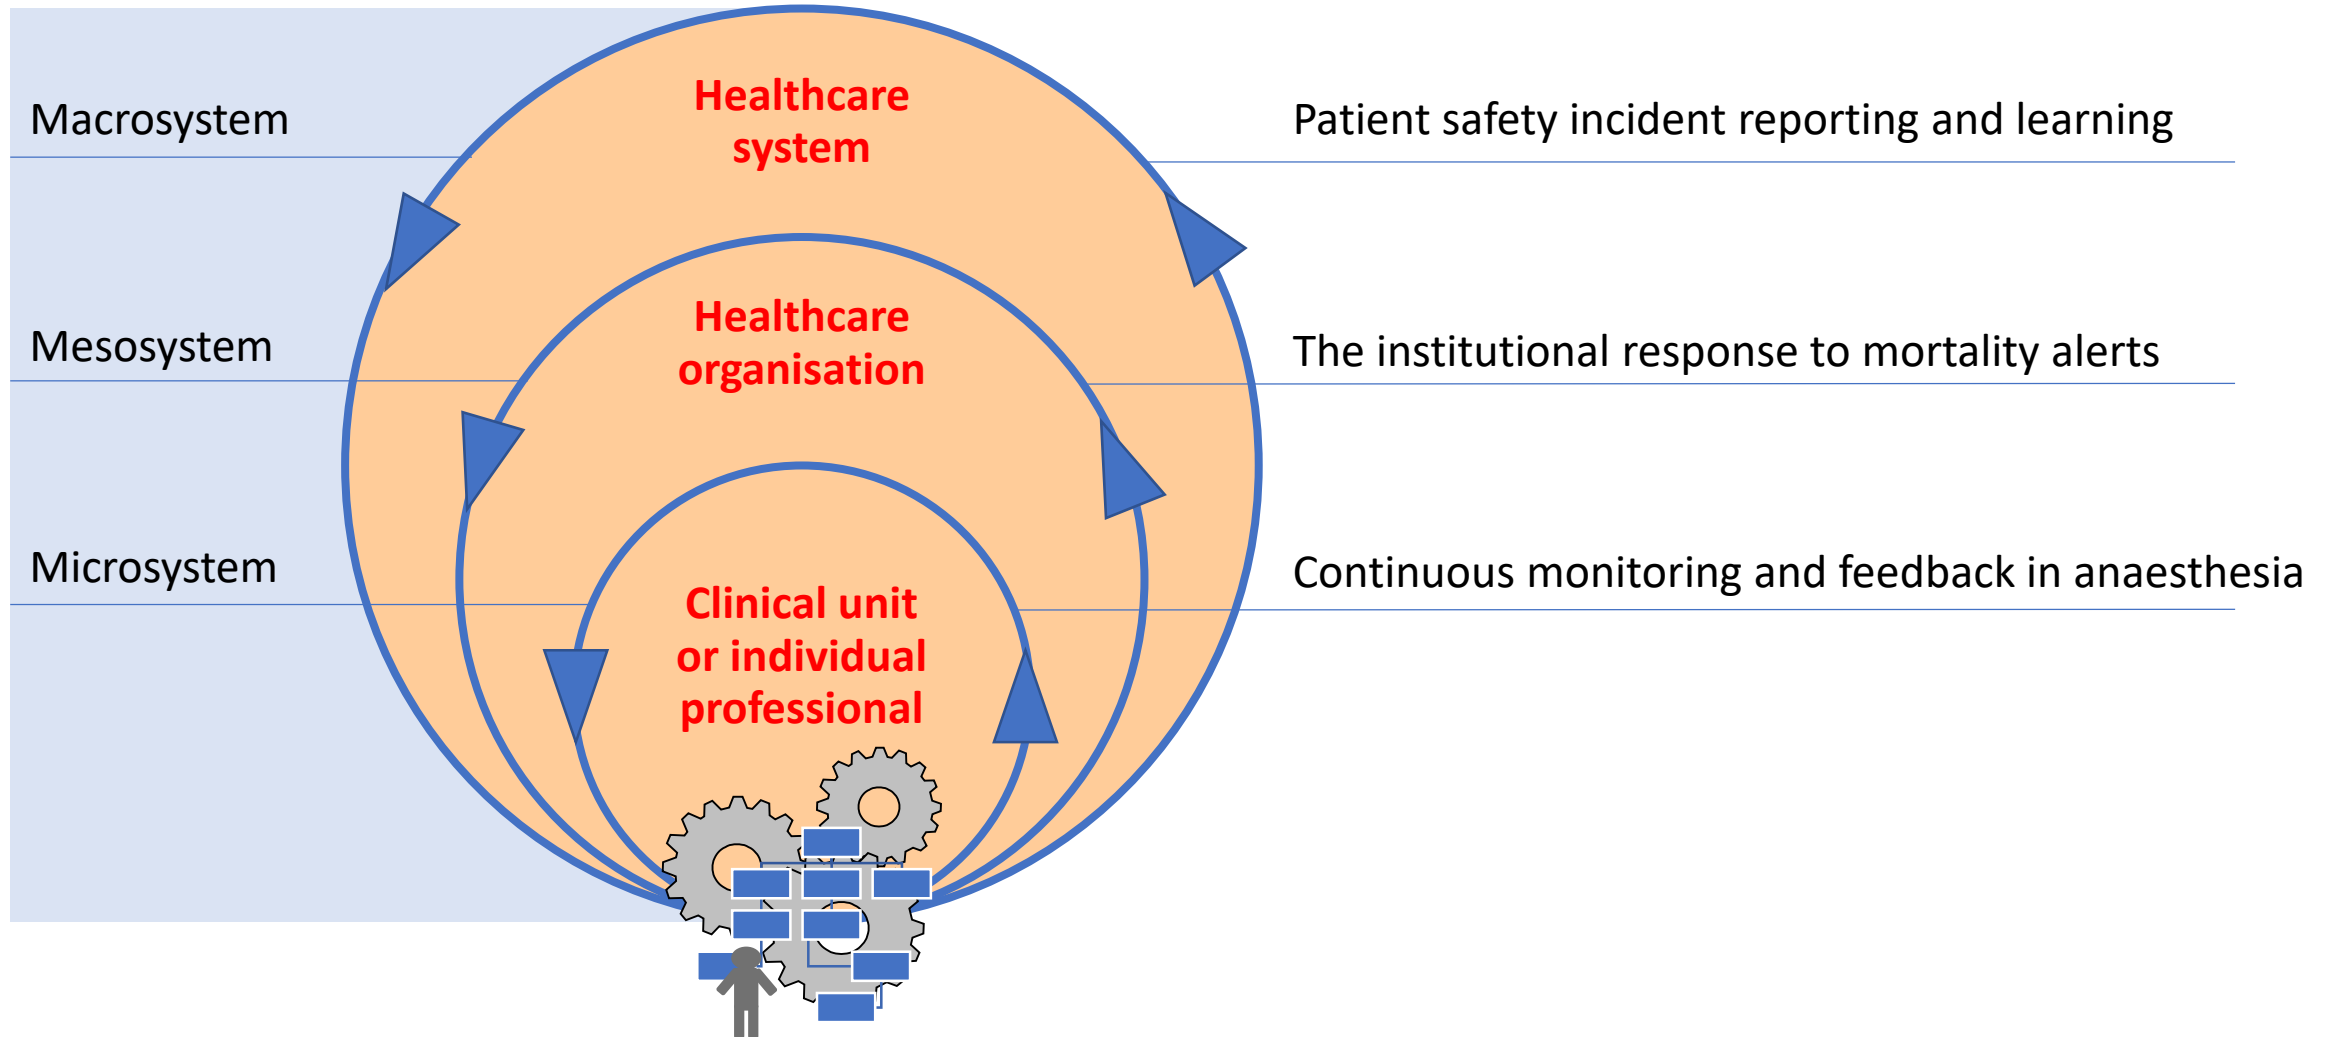 Macrosystem
Healthcare
system
Patient safety incident reporting and learning
Mesosystem
Healthcare
organisation
The institutional response to mortality alerts
Microsystem
Clinical unit
or individual
professional
Continuous monitoring and feedback in anaesthesia